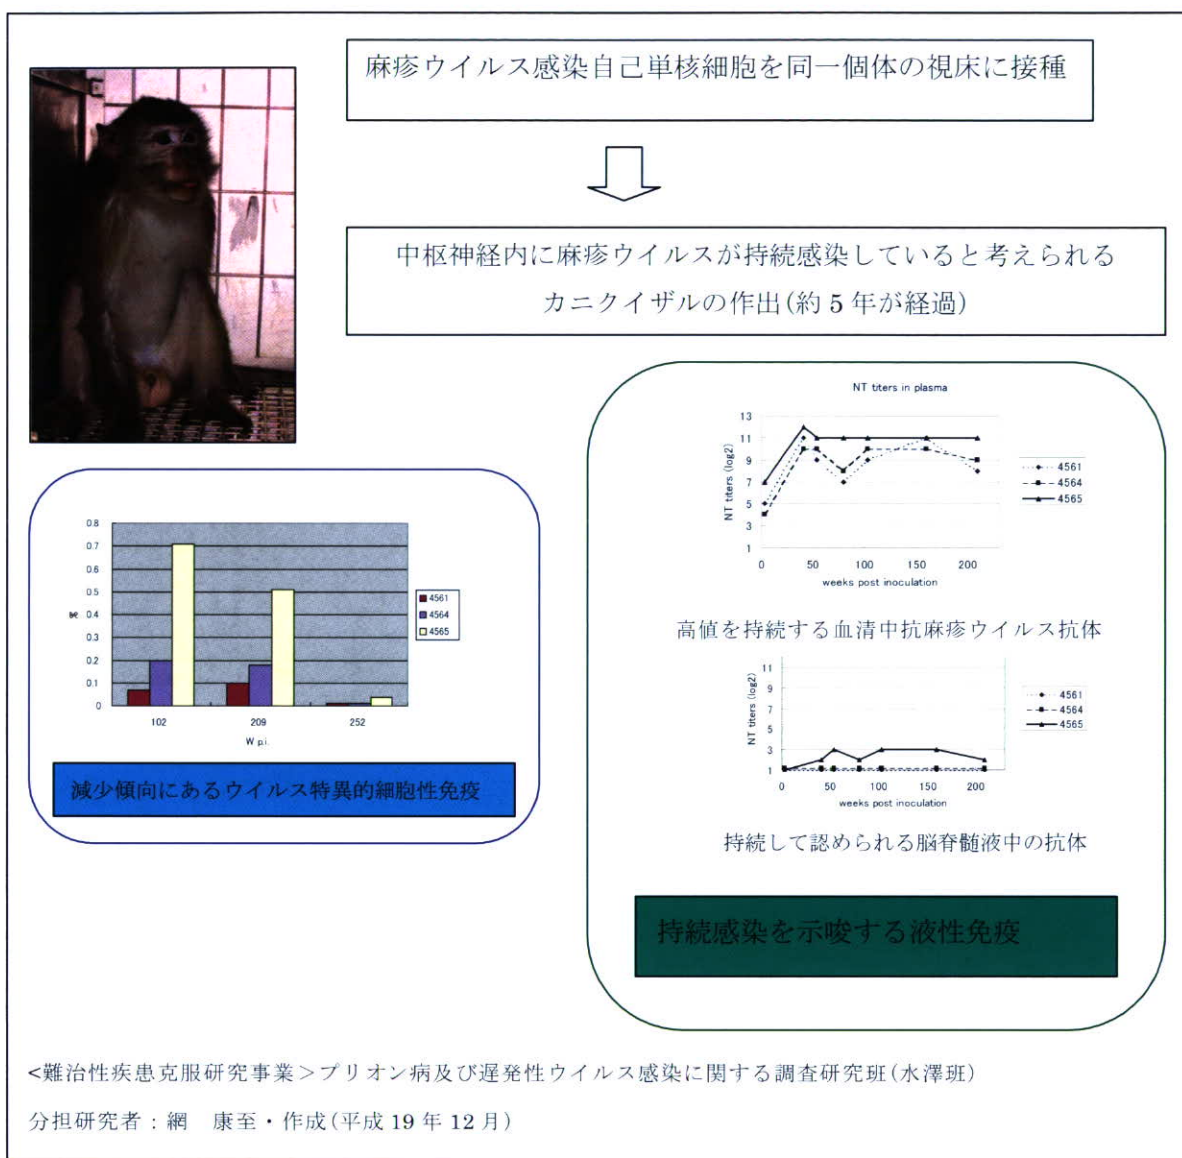 麻疹ウイルス感染自己単核細胞を同一個体の視床に接種
中枢神経内に麻疹ウイルスが持続感染していると考えられる
カニクイザルの作出(約 5 年が経過)
0.8
0.7
0.6
0.5
0.4
0.3
0.2
0.1
0
%
102 209 252
W p.i.
4561
4564
4565
減少傾向にあるウイルス特異的細胞性免疫
NT titers in plasma
NT titers (log2)
13
11
9
7
5
3
1
0 50 100 150 200
weeks post inoculation
4561
4564
4565
高値を持続する血清中抗麻疹ウイルス抗体
NT titers (log2)
11
9
7
5
3
1
0 50 100 150 200
weeks post inoculation
4561
4564
4565
持続して認められる脳脊髄液中の抗体
持続感染を示唆する液性免疫
<難治性疾患克服研究事業＞プリオン病及び遅発性ウイルス感染に関する調査研究班(水澤班)
分担研究者：網　康至・作成(平成 19 年 12 月)